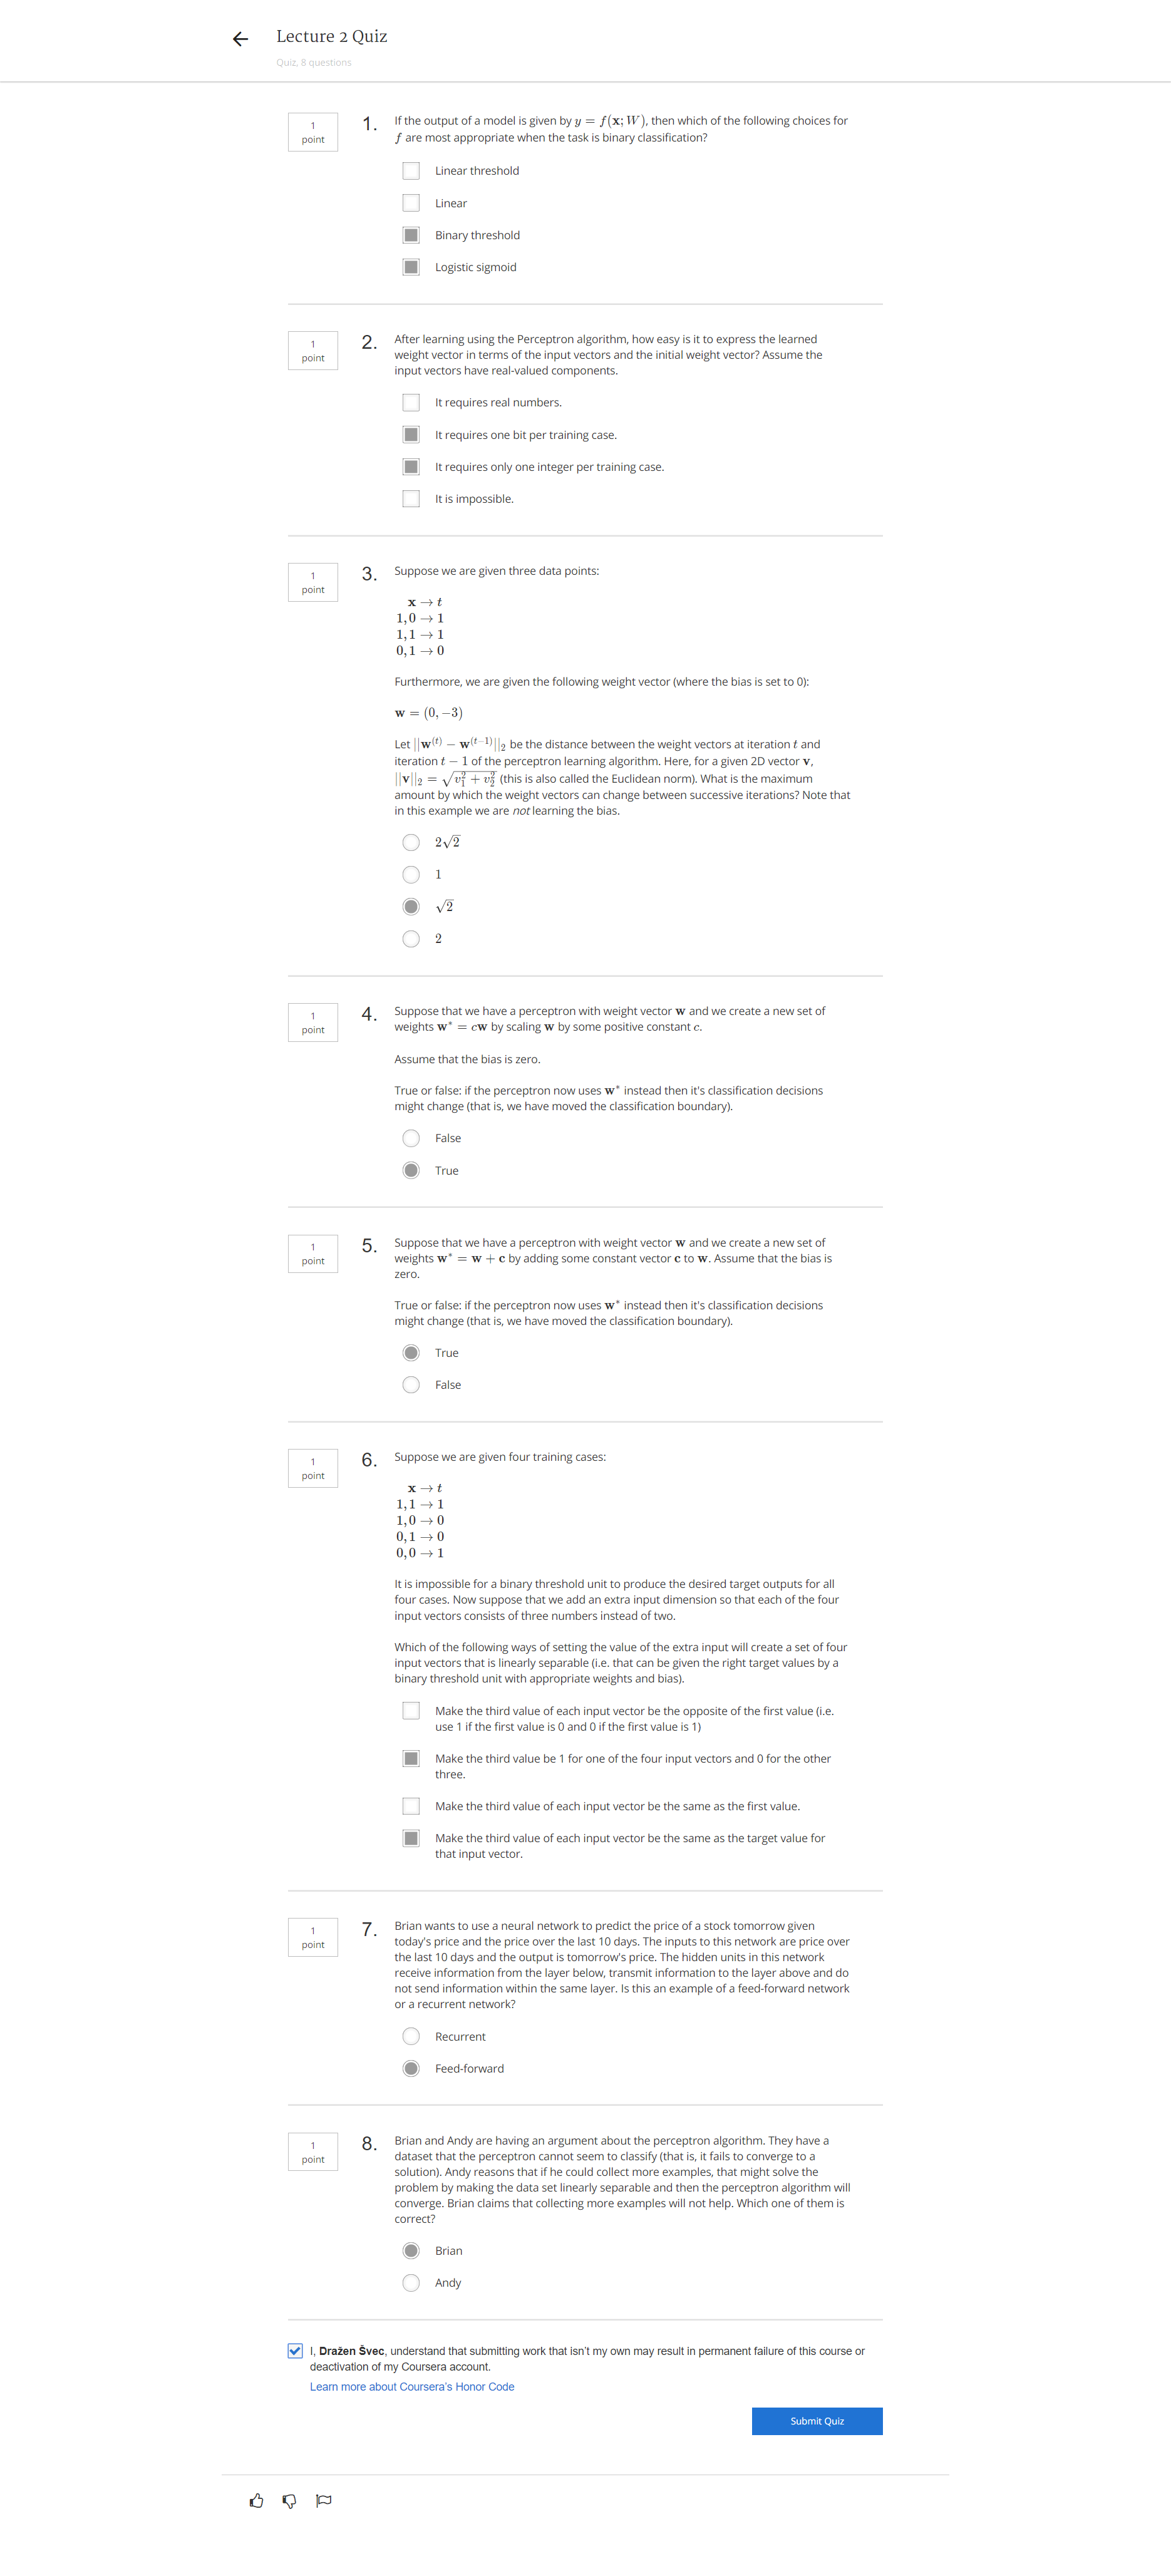 Lecture 2 Quiz
Quiz, 8 questions
1
point
1.
If the output of a model is given by y = f(x; W), then which of the following choices for
f are most appropriate when the task is binary classification?
Linear threshold
Linear
Binary threshold
Logistic sigmoid
1
point
2.
After learning using the Perceptron algorithm, how easy is it to express the learned
weight vector in terms of the input vectors and the initial weight vector? Assume the
input vectors have real-valued components.
It requires real numbers.
It requires one bit per training case.
It requires only one integer per training case.
It is impossible.
1
point
3.
Suppose we are given three data points:
x → t
1, 0 → 1
1, 1 → 1
0, 1 → 0
Furthermore, we are given the following weight vector (where the bias is set to 0):
w = (0, −3)
Let ||w^(t) − w^(t−1)||₂ be the distance between the weight vectors at iteration t and
iteration t − 1 of the perceptron learning algorithm. Here, for a given 2D vector v,
||v||₂ = √(v₁² + v₂²) (this is also called the Euclidean norm). What is the maximum
amount by which the weight vectors can change between successive iterations? Note that
in this example we are not learning the bias.
2√2
1
√2
2
1
point
4.
Suppose that we have a perceptron with weight vector w and we create a new set of
weights w* = cw by scaling w by some positive constant c.
Assume that the bias is zero.
True or false: if the perceptron now uses w* instead then it's classification decisions
might change (that is, we have moved the classification boundary).
False
True
1
point
5.
Suppose that we have a perceptron with weight vector w and we create a new set of
weights w* = w + c by adding some constant vector c to w. Assume that the bias is
zero.
True or false: if the perceptron now uses w* instead then it's classification decisions
might change (that is, we have moved the classification boundary).
True
False
1
point
6.
Suppose we are given four training cases:
x → t
1, 1 → 1
1, 0 → 0
0, 1 → 0
0, 0 → 1
It is impossible for a binary threshold unit to produce the desired target outputs for all
four cases. Now suppose that we add an extra input dimension so that each of the four
input vectors consists of three numbers instead of two.
Which of the following ways of setting the value of the extra input will create a set of four
input vectors that is linearly separable (i.e. that can be given the right target values by a
binary threshold unit with appropriate weights and bias).
Make the third value of each input vector be the opposite of the first value (i.e.
use 1 if the first value is 0 and 0 if the first value is 1)
Make the third value be 1 for one of the four input vectors and 0 for the other
three.
Make the third value of each input vector be the same as the first value.
Make the third value of each input vector be the same as the target value for
that input vector.
1
point
7.
Brian wants to use a neural network to predict the price of a stock tomorrow given
today's price and the price over the last 10 days. The inputs to this network are price over
the last 10 days and the output is tomorrow's price. The hidden units in this network
receive information from the layer below, transmit information to the layer above and do
not send information within the same layer. Is this an example of a feed-forward network
or a recurrent network?
Recurrent
Feed-forward
1
point
8.
Brian and Andy are having an argument about the perceptron algorithm. They have a
dataset that the perceptron cannot seem to classify (that is, it fails to converge to a
solution). Andy reasons that if he could collect more examples, that might solve the
problem by making the data set linearly separable and then the perceptron algorithm will
converge. Brian claims that collecting more examples will not help. Which one of them is
correct?
Brian
Andy
I, Dražen Švec, understand that submitting work that isn't my own may result in permanent failure of this course or
deactivation of my Coursera account.
Learn more about Coursera's Honor Code
Submit Quiz